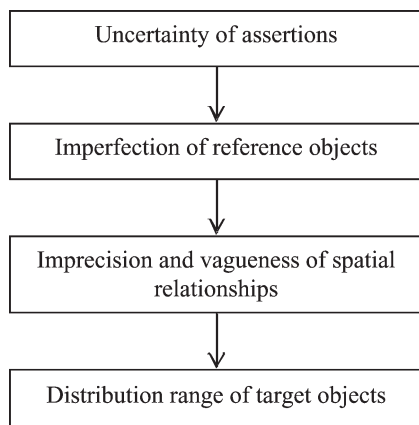 Uncertainty of assertions
Imperfection of reference objects
Imprecision and vagueness of spatial
relationships
Distribution range of target objects